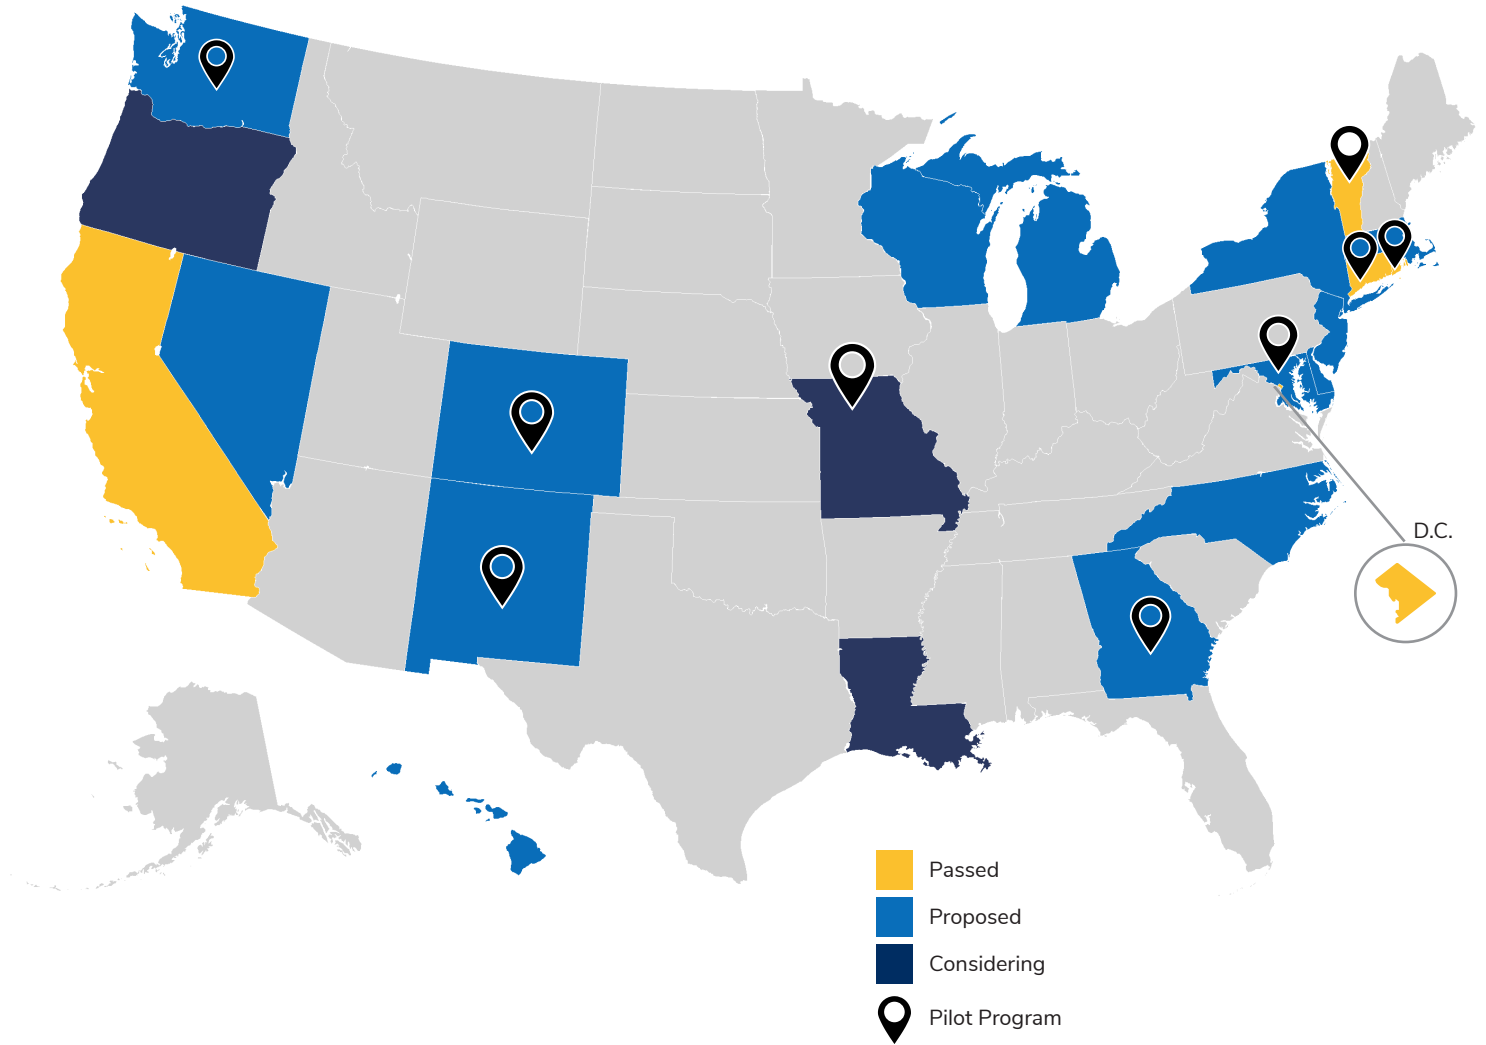 D.C.
Passed
Proposed
Considering
Pilot Program